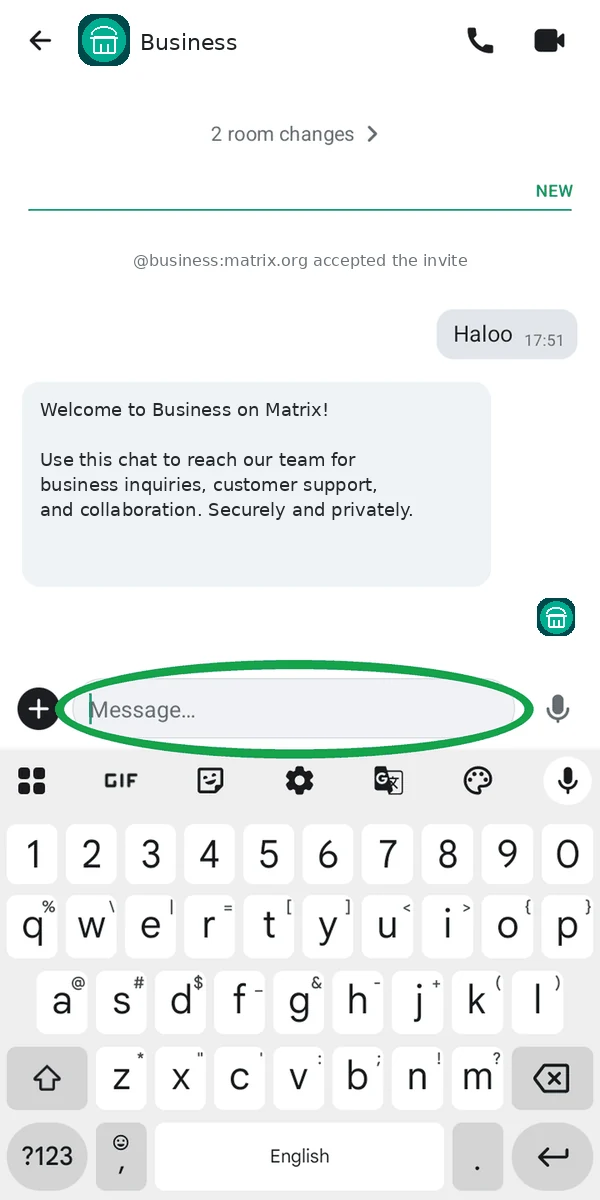 Business
2 room changes
NEW
@business:matrix.org accepted the invite
Haloo 17:51
Welcome to Business on Matrix!
Use this chat to reach our team for
business inquiries, customer support,
and collaboration. Securely and privately.
Message...
GIF
1 2 3 4 5 6 7 8 9 0
q % w \ e | r = t [ y ] u < i > o { p }
a @ s # d $ f _ g & h - j + k ( l )
z * x " c ' v : b ; n ! m ?
?123 , English .